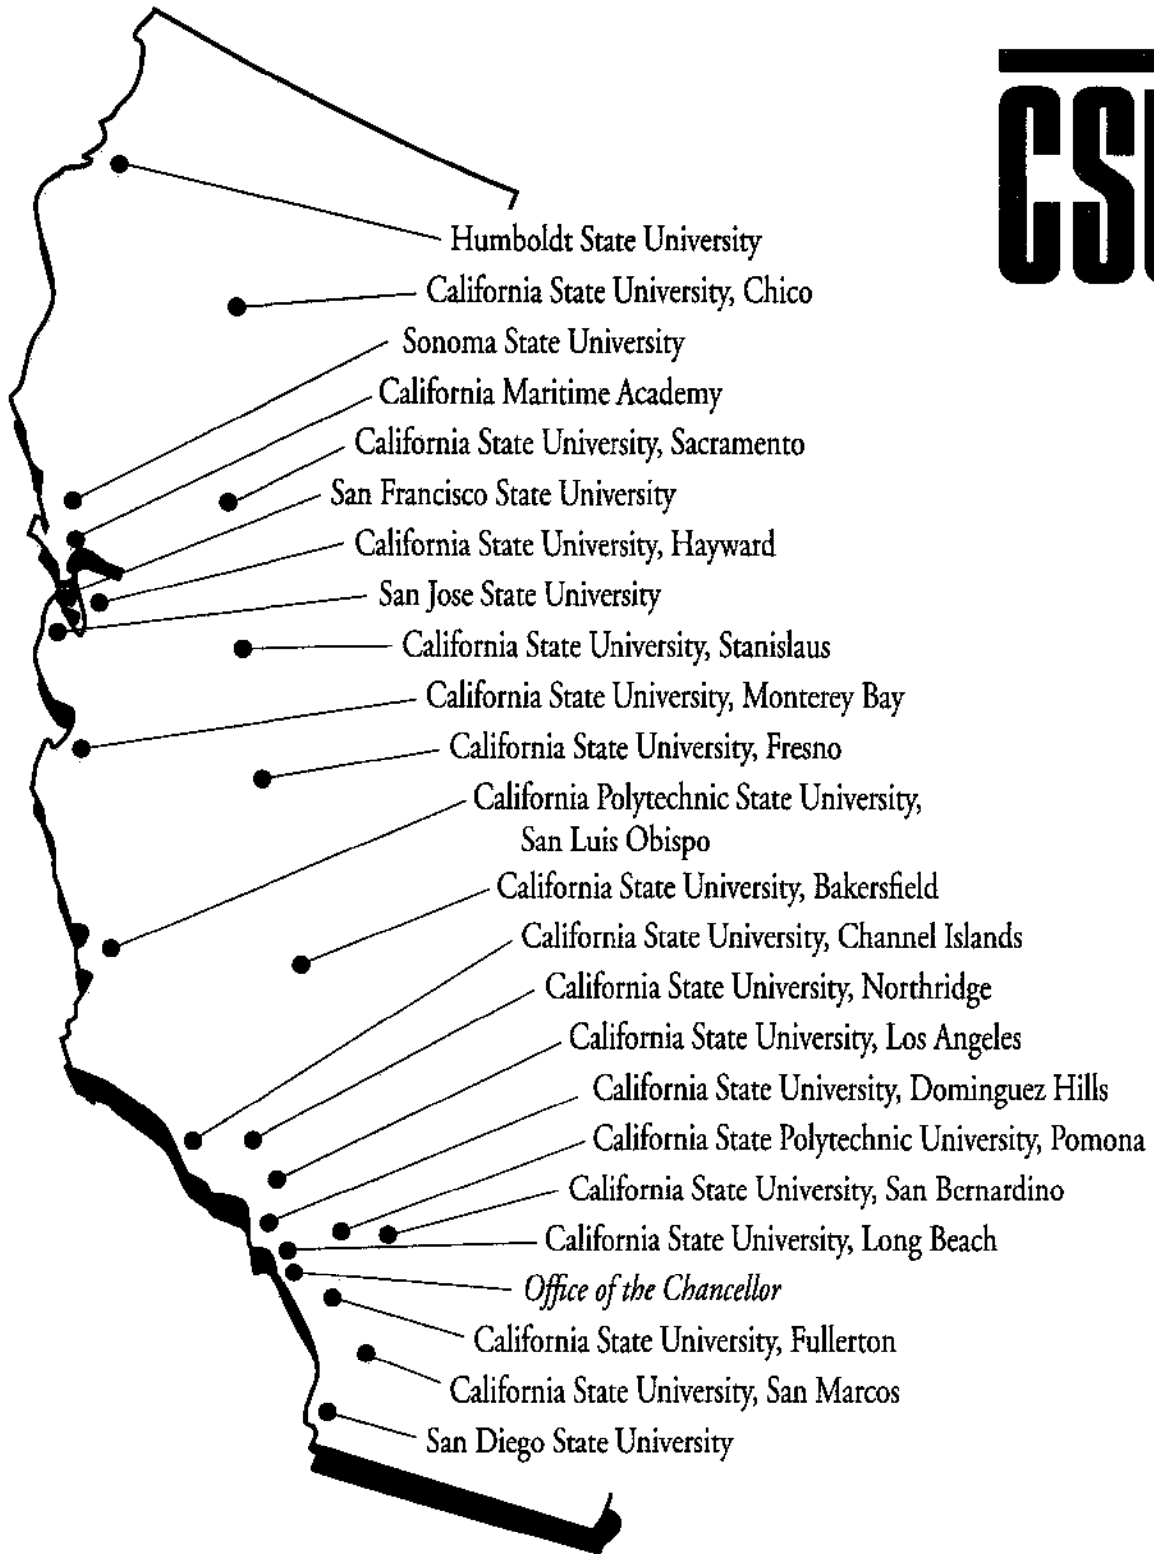 CSU
Humboldt State University
California State University, Chico
Sonoma State University
California Maritime Academy
California State University, Sacramento
San Francisco State University
California State University, Hayward
San Jose State University
California State University, Stanislaus
California State University, Monterey Bay
California State University, Fresno
California Polytechnic State University,
San Luis Obispo
California State University, Bakersfield
California State University, Channel Islands
California State University, Northridge
California State University, Los Angeles
California State University, Dominguez Hills
California State Polytechnic University, Pomona
California State University, San Bernardino
California State University, Long Beach
Office of the Chancellor
California State University, Fullerton
California State University, San Marcos
San Diego State University